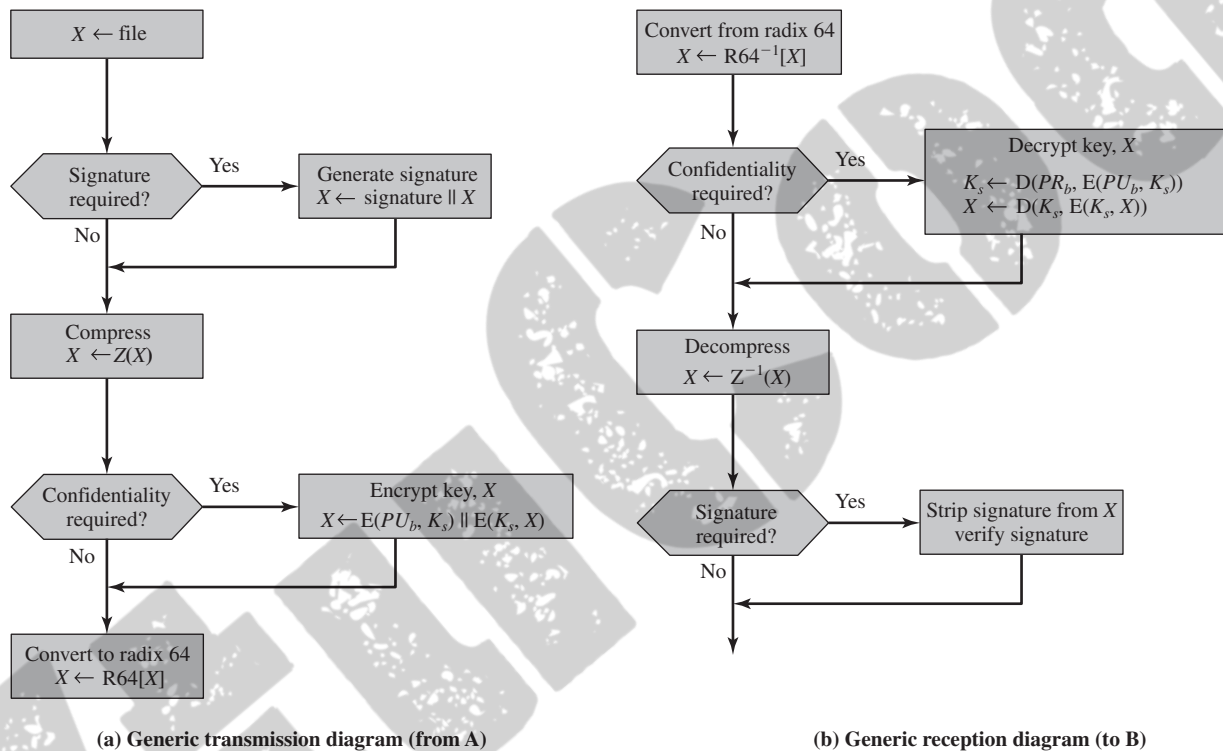 X ← file
Signature
required?
Yes
Generate signature
X ← signature || X
No
Compress
X ← Z(X)
Confidentiality
required?
Yes
Encrypt key, X
X ← E(PU_b, K_s) || E(K_s, X)
No
Convert to radix 64
X ← R64[X]
(a) Generic transmission diagram (from A)
Convert from radix 64
X ← R64⁻¹[X]
Confidentiality
required?
Yes
Decrypt key, X
K_s ← D(PR_b, E(PU_b, K_s))
X ← D(K_s, E(K_s, X))
No
Decompress
X ← Z⁻¹(X)
Signature
required?
Yes
Strip signature from X
verify signature
No
(b) Generic reception diagram (to B)